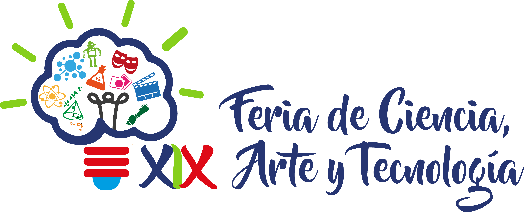 XIX
Feria de Ciencia,
Arte y Tecnología